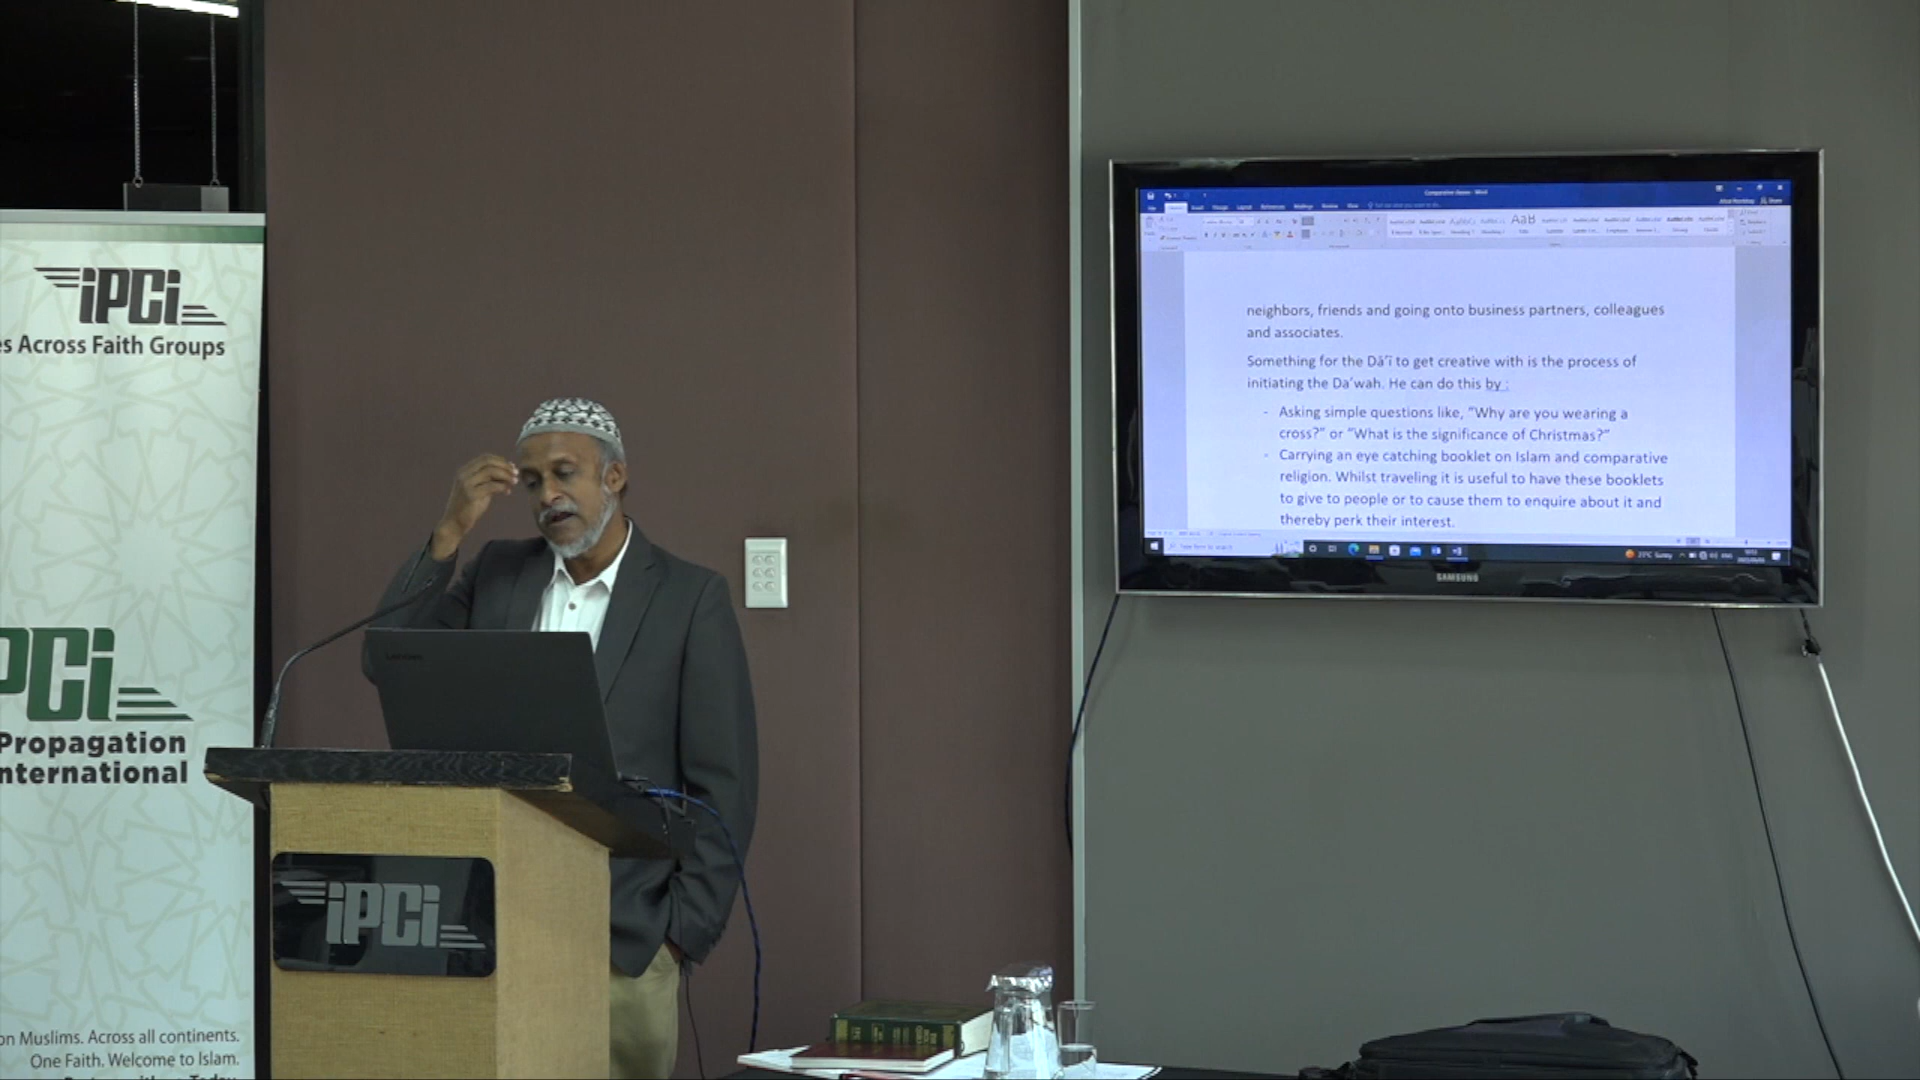 iPCi
es Across Faith Groups
PCi
Propagation
nternational
on Muslims. Across all continents.
One Faith. Welcome to Islam.
Lenovo
iPCi
neighbors, friends and going onto business partners, colleagues
and associates.
Something for the Dā'ī to get creative with is the process of
initiating the Da'wah. He can do this by :
- Asking simple questions like, "Why are you wearing a
cross?" or "What is the significance of Christmas?"
- Carrying an eye catching booklet on Islam and comparative
religion. Whilst traveling it is useful to have these booklets
to give to people or to cause them to enquire about it and
thereby perk their interest.
SAMSUNG